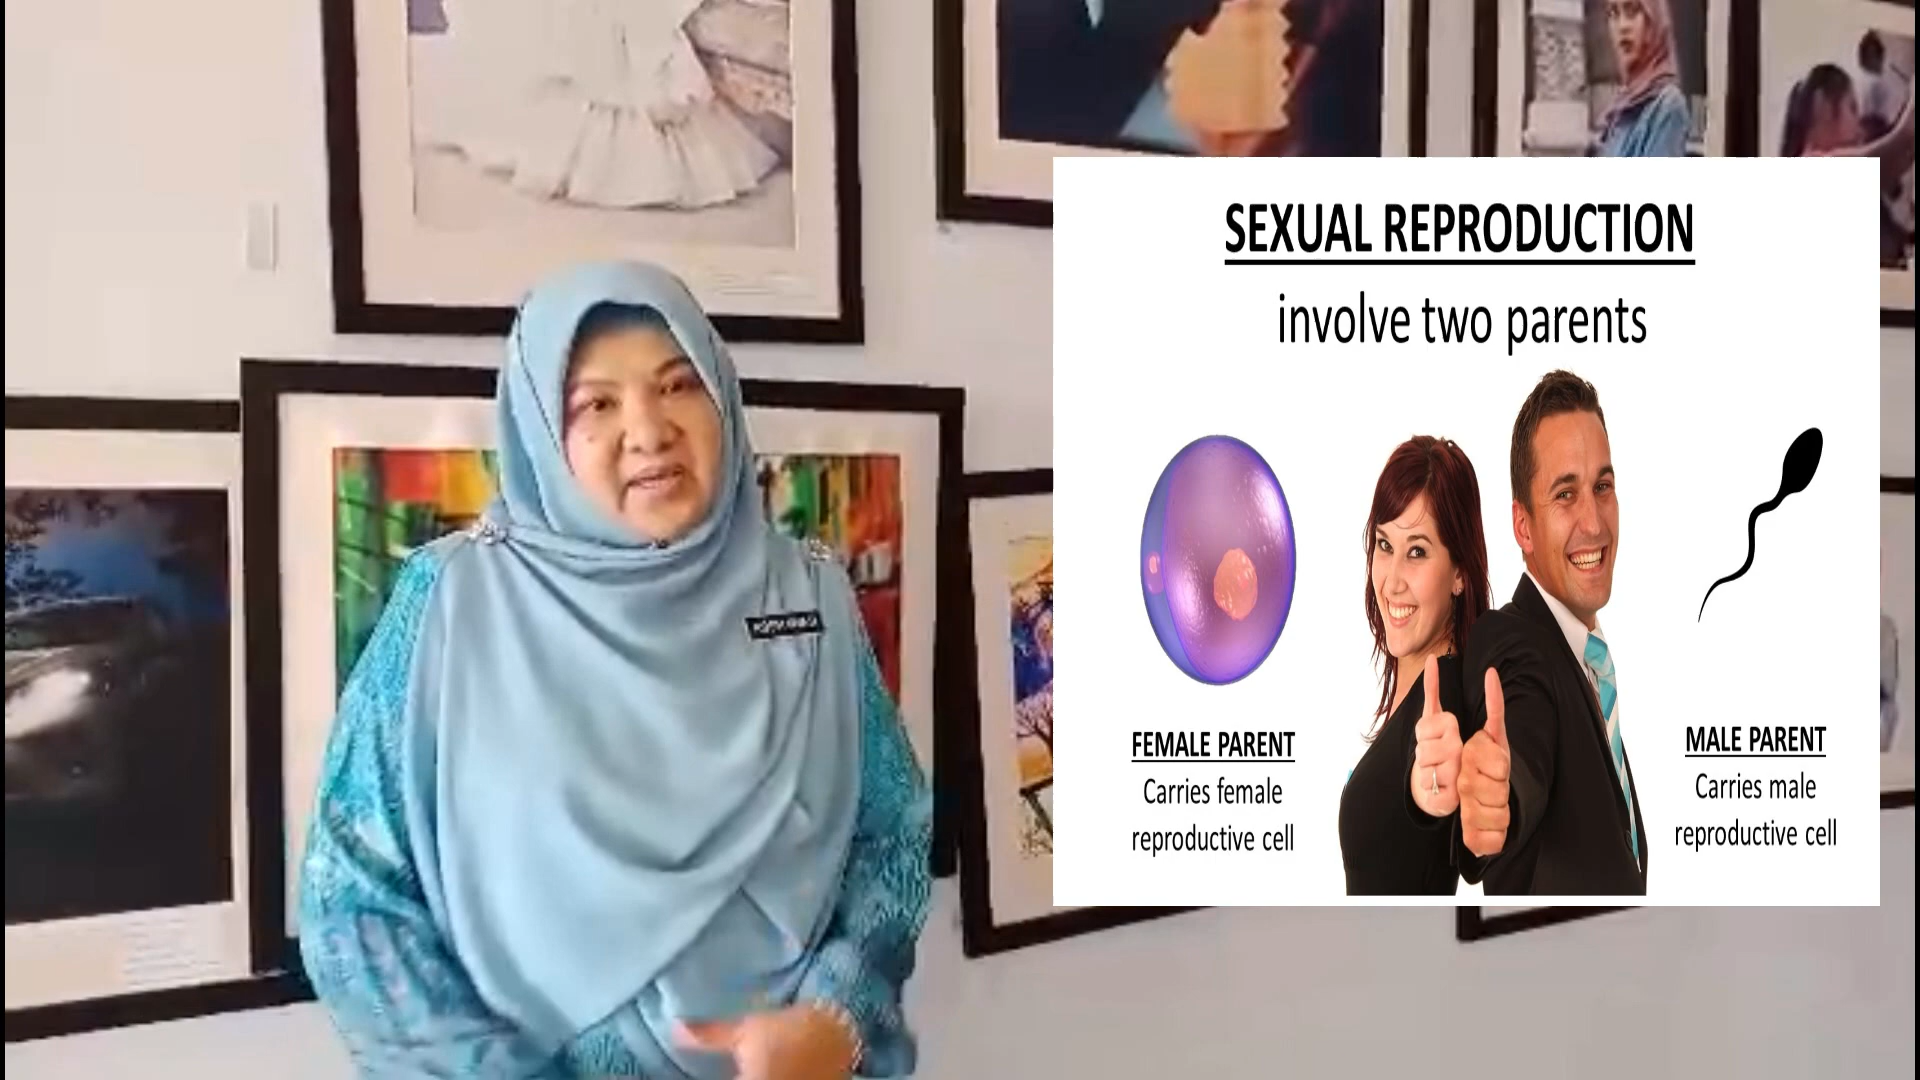 SEXUAL REPRODUCTION
involve two parents
FEMALE PARENT
Carries female
reproductive cell
MALE PARENT
Carries male
reproductive cell